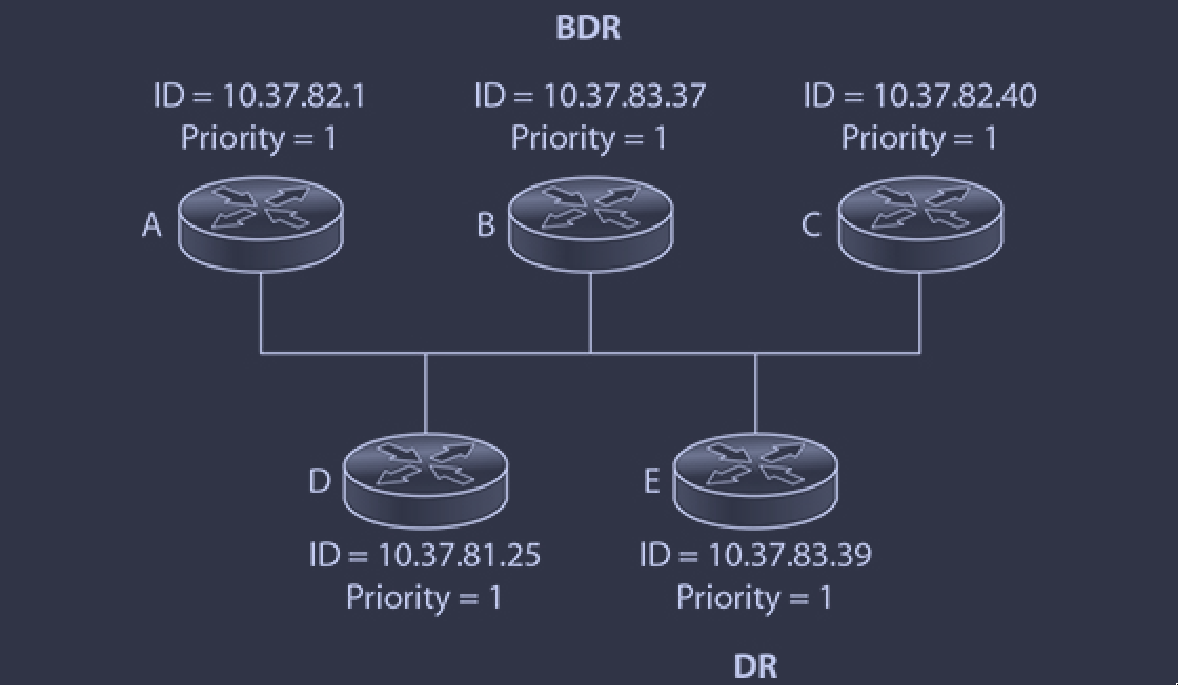 BDR
ID = 10.37.82.1
Priority = 1
ID = 10.37.83.37
Priority = 1
ID = 10.37.82.40
Priority = 1
A
B
C
D
E
ID = 10.37.81.25
Priority = 1
ID = 10.37.83.39
Priority = 1
DR